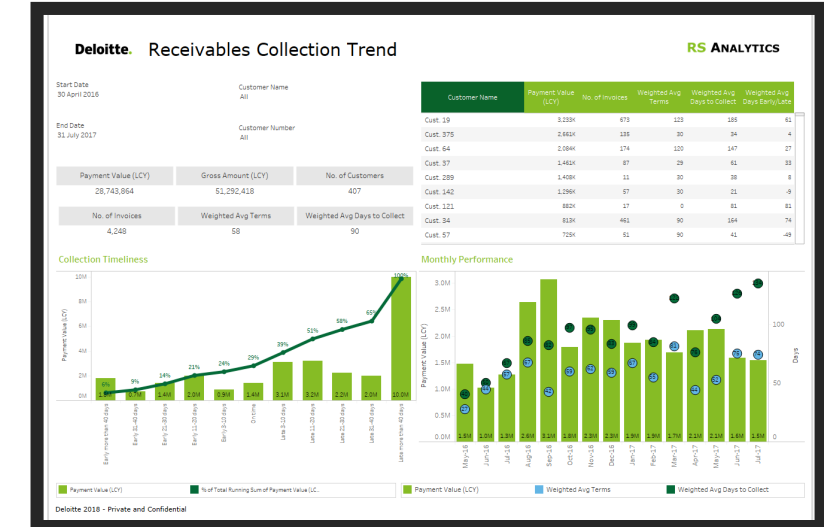 Deloitte. Receivables Collection Trend
RS ANALYTICS
Start Date
30 April 2016
Customer Name
All
End Date
31 July 2017
Customer Number
All
Payment Value (LCY) Gross Amount (LCY) No. of Customers
28,743,864 51,292,418 407
No. of Invoices Weighted Avg Terms Weighted Avg Days to Collect
4,248 58 90
Customer Name Payment Value (LCY) No. of Invoices Weighted Avg Terms Weighted Avg Days to Collect Weighted Avg Days Early/Late
Cust. 19 3,233K 673 123 185 61
Cust. 375 2,661K 135 30 34 4
Cust. 64 2,084K 174 120 147 27
Cust. 37 1,461K 87 29 61 33
Cust. 289 1,408K 11 30 38 8
Cust. 142 1,296K 57 30 21 -9
Cust. 121 882K 17 0 81 81
Cust. 34 813K 461 90 164 74
Cust. 57 725K 51 90 41 -49
Collection Timeliness
Payment Value (LCY)
10M
8M
6M
4M
2M
0M
6% 9% 14% 21% 24% 29% 39% 51% 58% 65% 100%
0.7M 1.4M 2.0M 0.9M 1.4M 3.1M 3.2M 2.2M 2.0M 10.0M
Early more than 40 days
Early 31-40 days
Early 21-30 days
Early 11-20 days
Early 3-10 days
On time
Late 3-10 days
Late 11-20 days
Late 21-30 days
Late 31-40 days
Late more than 40 days
Payment Value (LCY) % of Total Running Sum of Payment Value (LC..
Monthly Performance
Payment Value (LCY)
3.0M
2.5M
2.0M
1.5M
1.0M
0.5M
0.0M
100
50
0
Days
1.5M 1.0M 1.3M 2.6M 3.1M 1.8M 2.3M 2.3M 1.9M 1.9M 1.7M 2.1M 2.1M 1.6M 1.5M
May-16 Jun-16 Jul-16 Aug-16 Sep-16 Oct-16 Nov-16 Dec-16 Jan-17 Feb-17 Mar-17 Apr-17 May-17 Jun-17 Jul-17
Payment Value (LCY) Weighted Avg Terms Weighted Avg Days to Collect
Deloitte 2018 - Private and Confidential